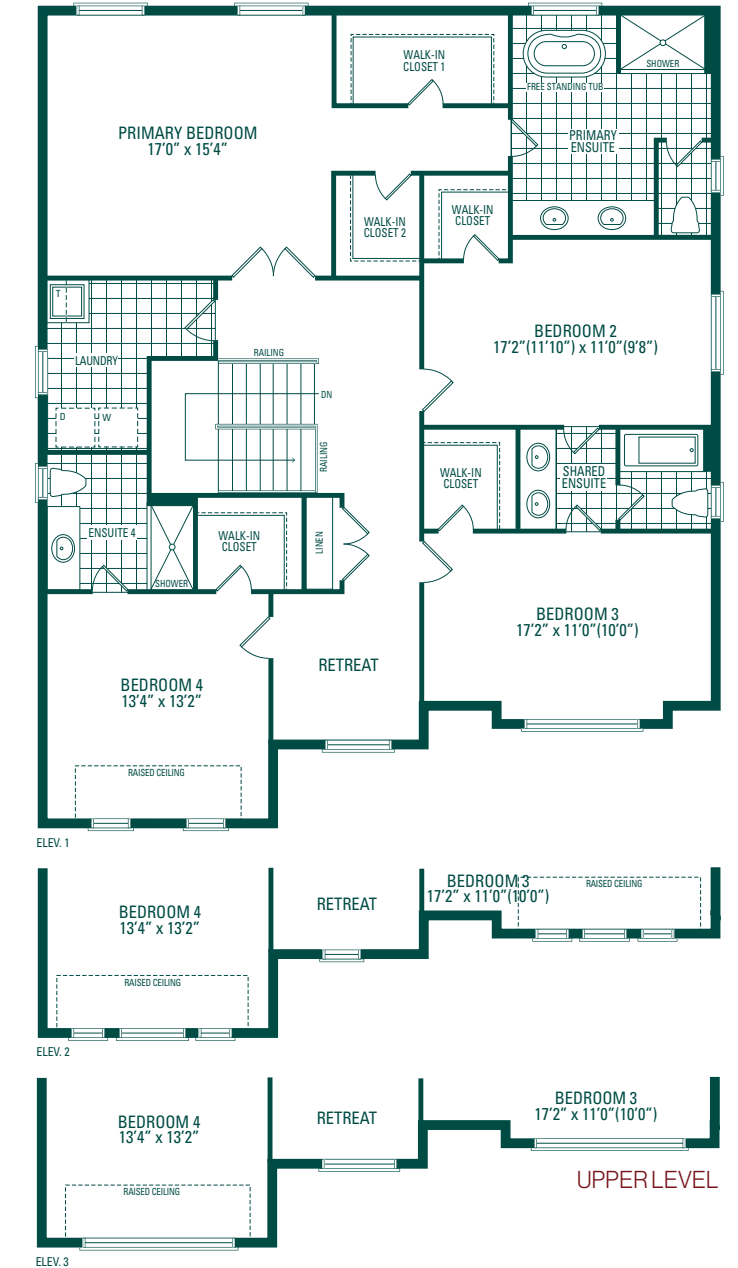 WALK-IN
CLOSET 1
SHOWER
FREE STANDING TUB
PRIMARY BEDROOM
17'0" x 15'4"
PRIMARY
ENSUITE
WALK-IN
CLOSET 2
WALK-IN
CLOSET
T
BEDROOM 2
17'2"(11'10") x 11'0"(9'8")
LAUNDRY
RAILING
DN
D
W
RAILING
WALK-IN
CLOSET
SHARED
ENSUITE
ENSUITE 4
WALK-IN
CLOSET
LINEN
SHOWER
BEDROOM 3
17'2" x 11'0"(10'0")
RETREAT
BEDROOM 4
13'4" x 13'2"
RAISED CEILING
ELEV. 1
BEDROOM 3
17'2" x 11'0"(10'0")
RAISED CEILING
RETREAT
BEDROOM 4
13'4" x 13'2"
RAISED CEILING
ELEV. 2
BEDROOM 3
17'2" x 11'0"(10'0")
RETREAT
BEDROOM 4
13'4" x 13'2"
UPPER LEVEL
RAISED CEILING
ELEV. 3